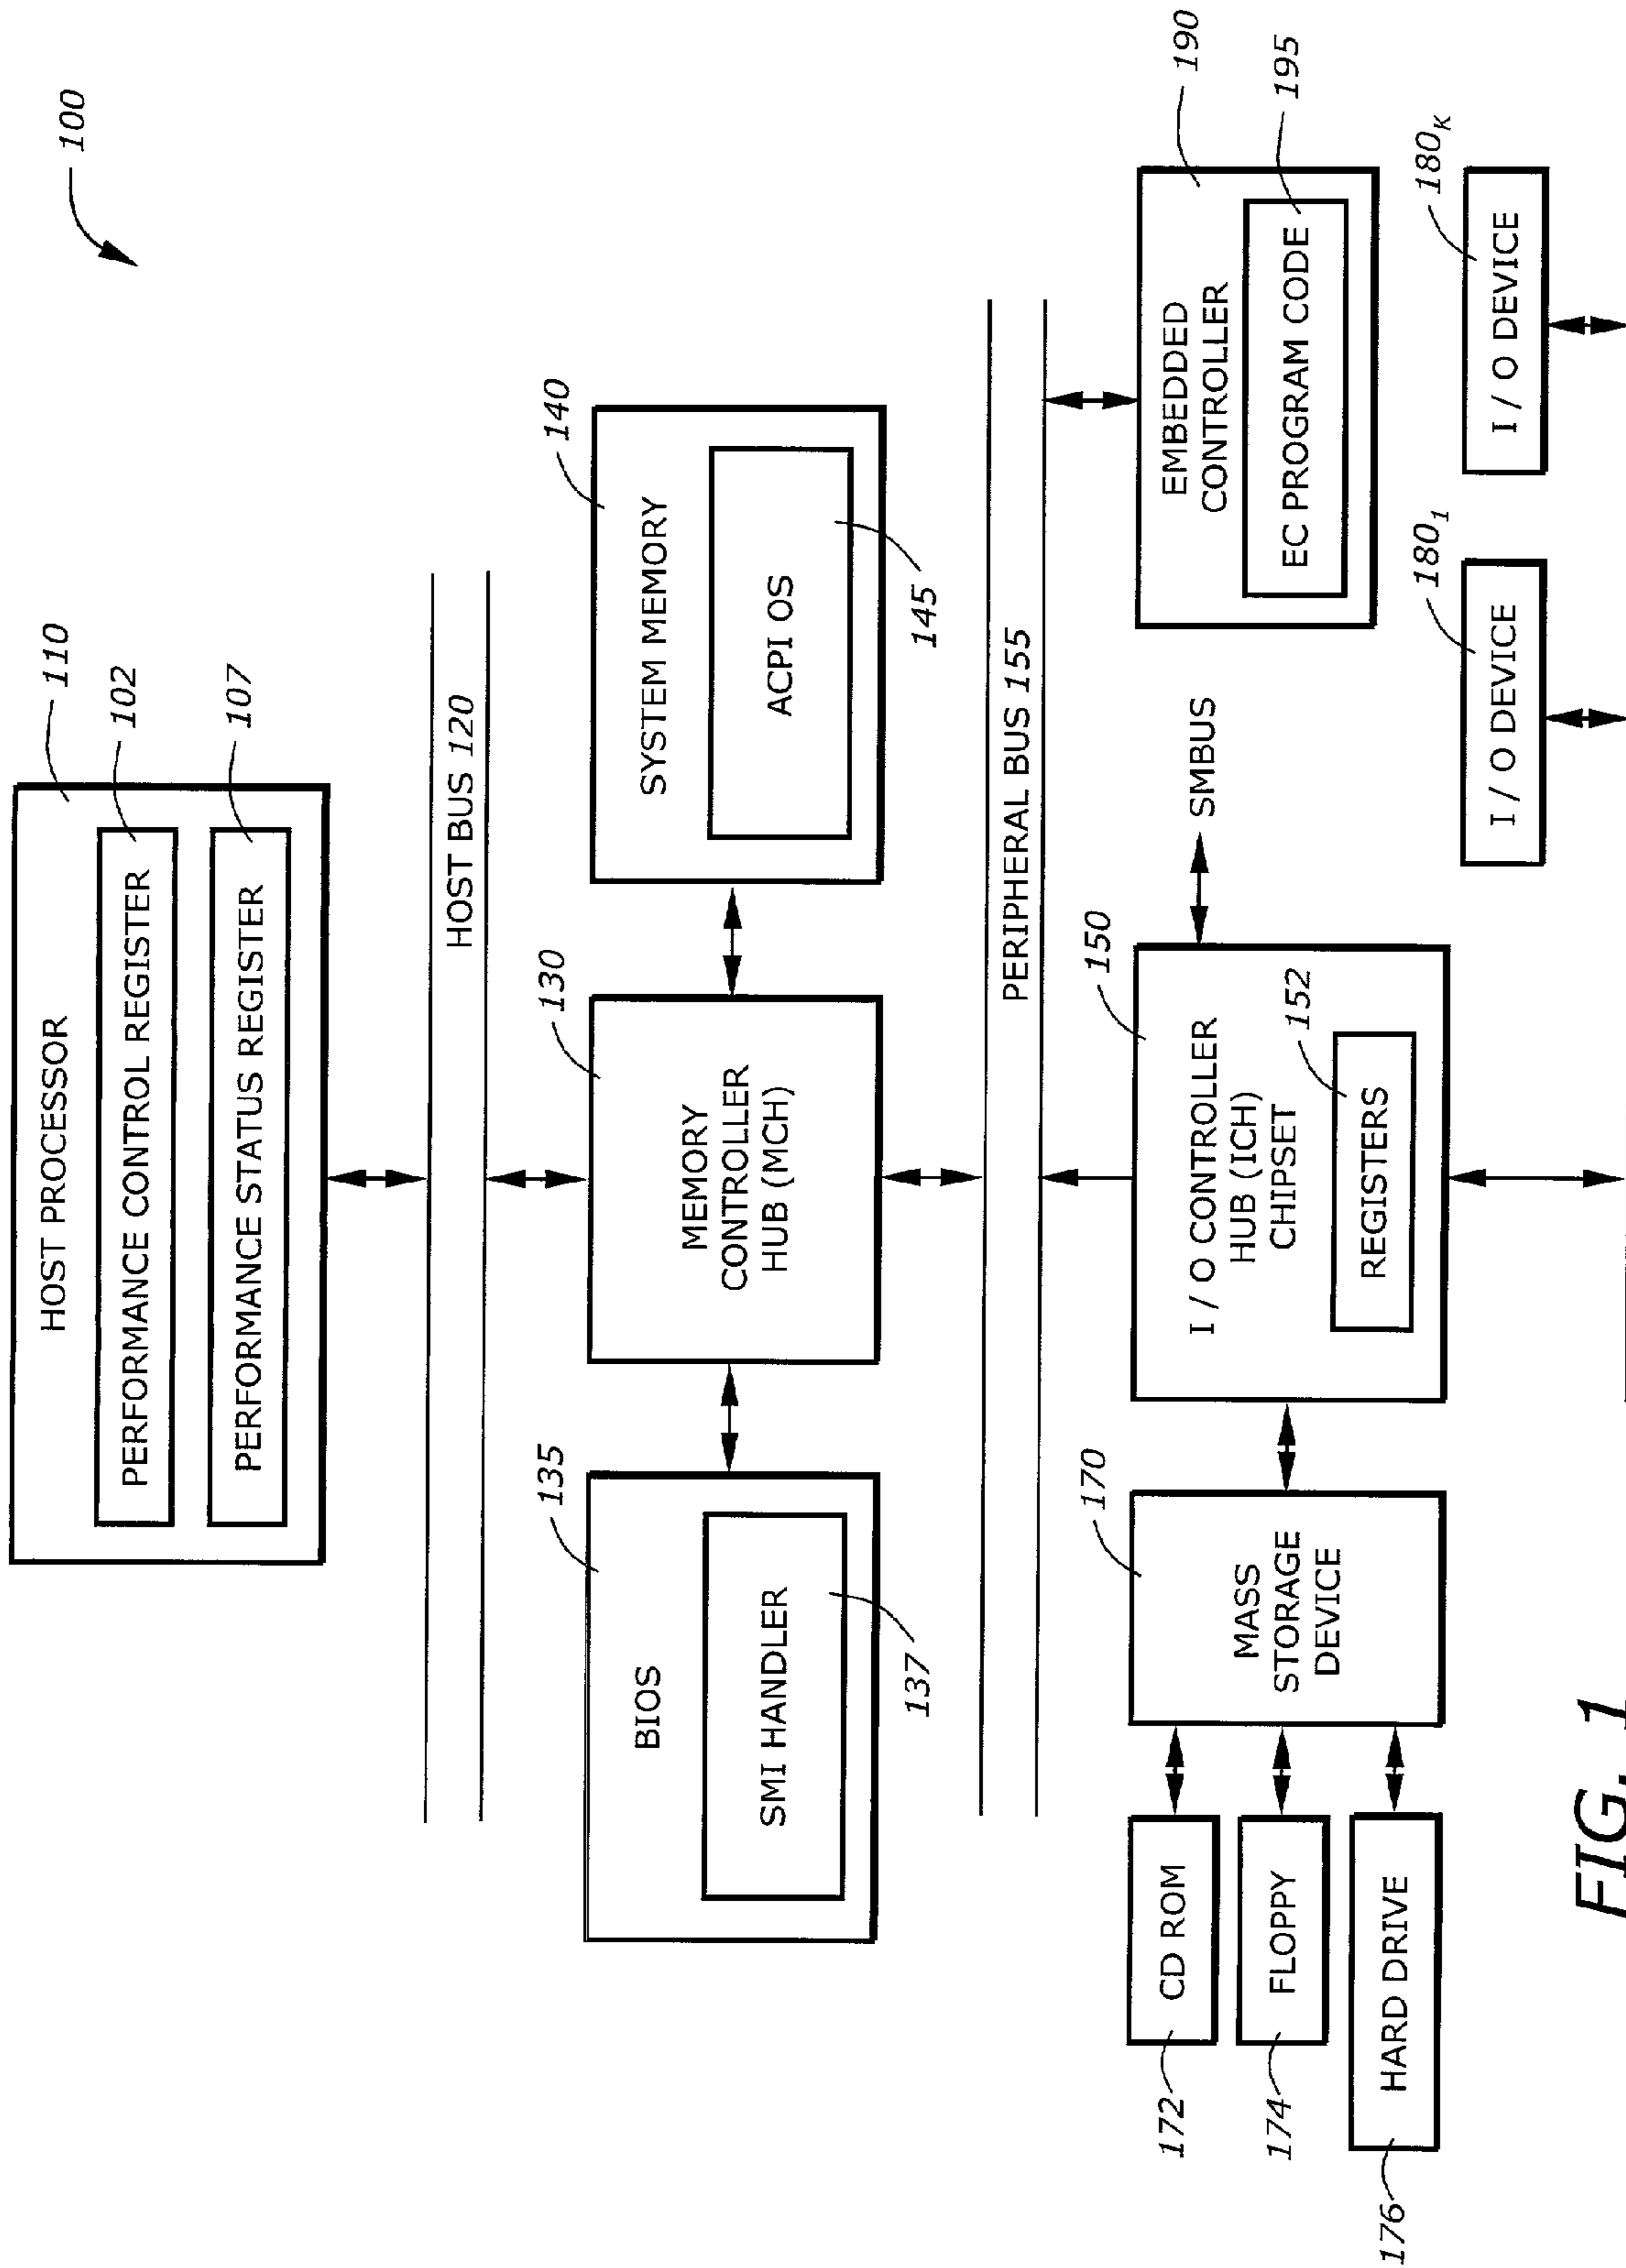 100
HOST PROCESSOR
110
PERFORMANCE CONTROL REGISTER
102
PERFORMANCE STATUS REGISTER
107
HOST BUS 120
135
BIOS
SMI HANDLER
137
130
MEMORY
CONTROLLER
HUB (MCH)
140
SYSTEM MEMORY
ACPI OS
145
PERIPHERAL BUS 155
172
CD ROM
174
FLOPPY
176
HARD DRIVE
170
MASS
STORAGE
DEVICE
150
I / O CONTROLLER
HUB (ICH)
CHIPSET
152
REGISTERS
SMBUS
190
EMBEDDED
CONTROLLER
195
EC PROGRAM CODE
180₁
I / O DEVICE
180ₖ
I / O DEVICE
FIG. 1